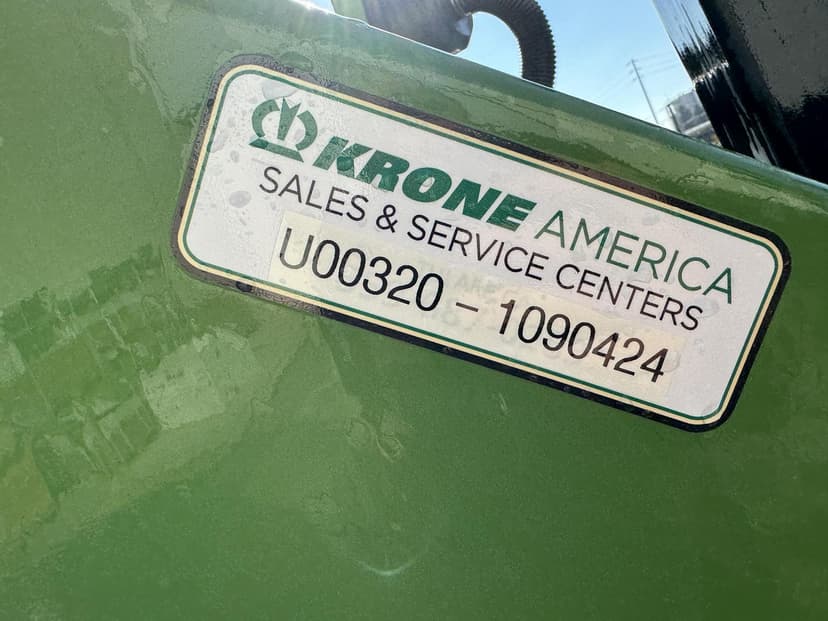 KRONE AMERICA
SALES & SERVICE CENTERS
U00320 - 1090424